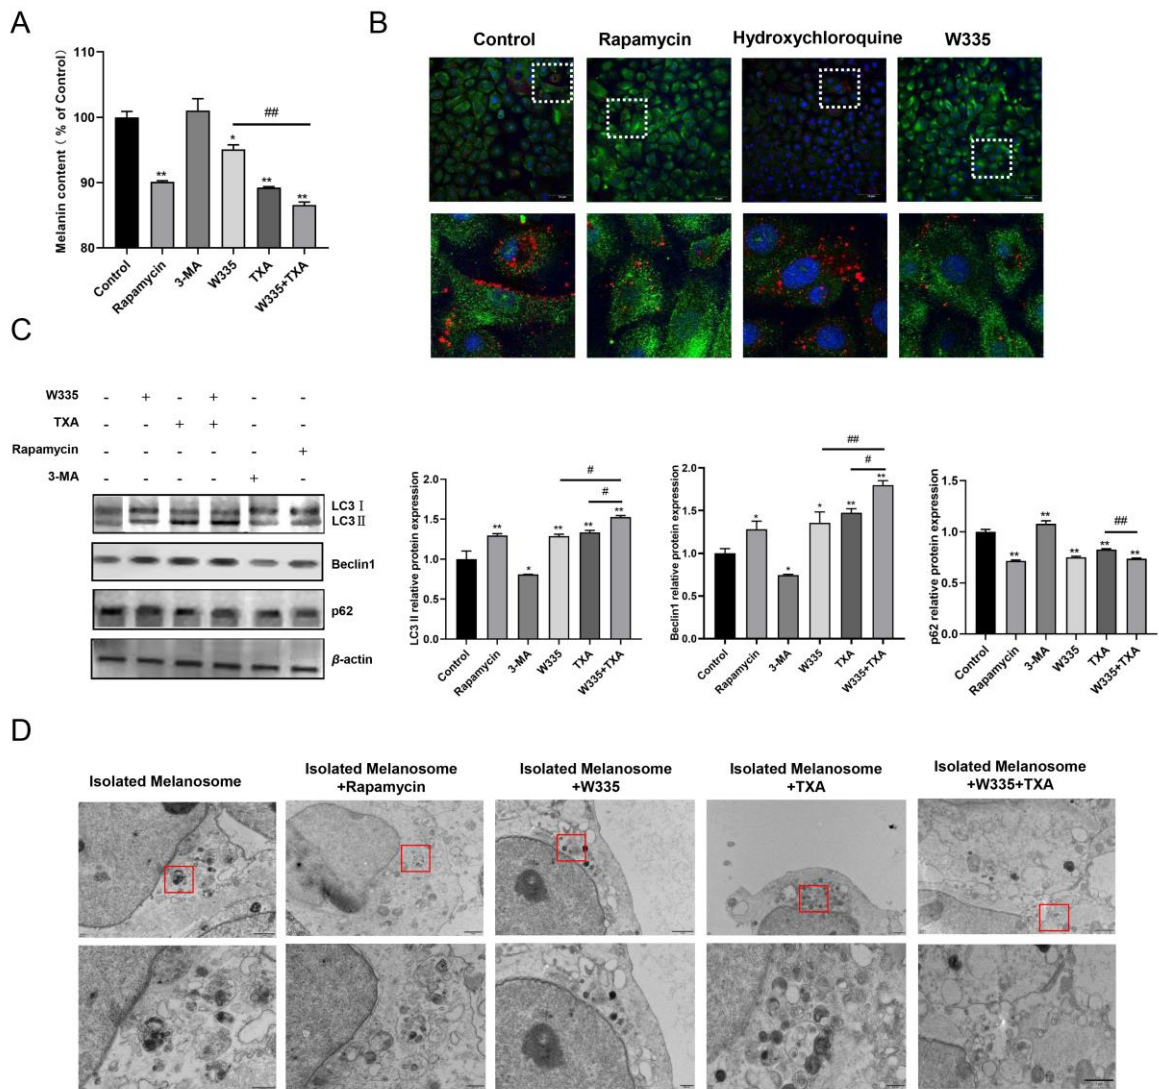 A
110
100
90
80
Melanin content ( % of Control)
**
*
**
**
##
Control
Rapamycin
3-MA
W335
TXA
W335+TXA
B
Control
Rapamycin
Hydroxychloroquine
W335
C
W335 - + - + - -
TXA - - + + - -
Rapamycin - - - - - +
3-MA - - - - + -
LC3 Ⅰ
LC3 Ⅱ
Beclin1
p62
β-actin
LC3 II relative protein expression
2.0
1.5
1.0
0.5
0.0
**
*
**
**
**
#
#
Control
Rapamycin
3-MA
W335
TXA
W335+TXA
Beclin1 relative protein expression
2.0
1.5
1.0
0.5
0.0
*
*
*
**
**
##
#
Control
Rapamycin
3-MA
W335
TXA
W335+TXA
p62 relative protein expression
1.5
1.0
0.5
0.0
**
**
**
**
**
##
Control
Rapamycin
3-MA
W335
TXA
W335+TXA
D
Isolated Melanosome
Isolated Melanosome
+Rapamycin
Isolated Melanosome
+W335
Isolated Melanosome
+TXA
Isolated Melanosome
+W335+TXA